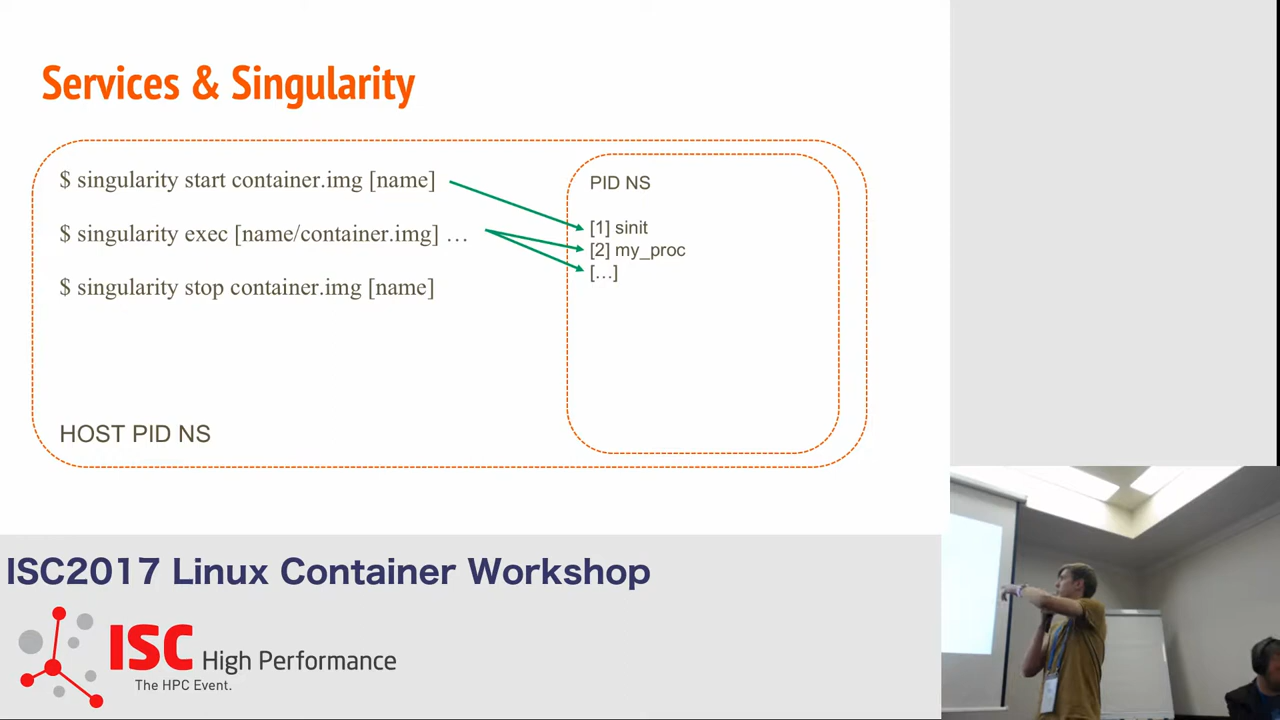 Services & Singularity
$ singularity start container.img [name]
$ singularity exec [name/container.img] …
$ singularity stop container.img [name]
HOST PID NS
PID NS
[1] sinit
[2] my_proc
[…]
ISC2017 Linux Container Workshop
ISC High Performance
The HPC Event.